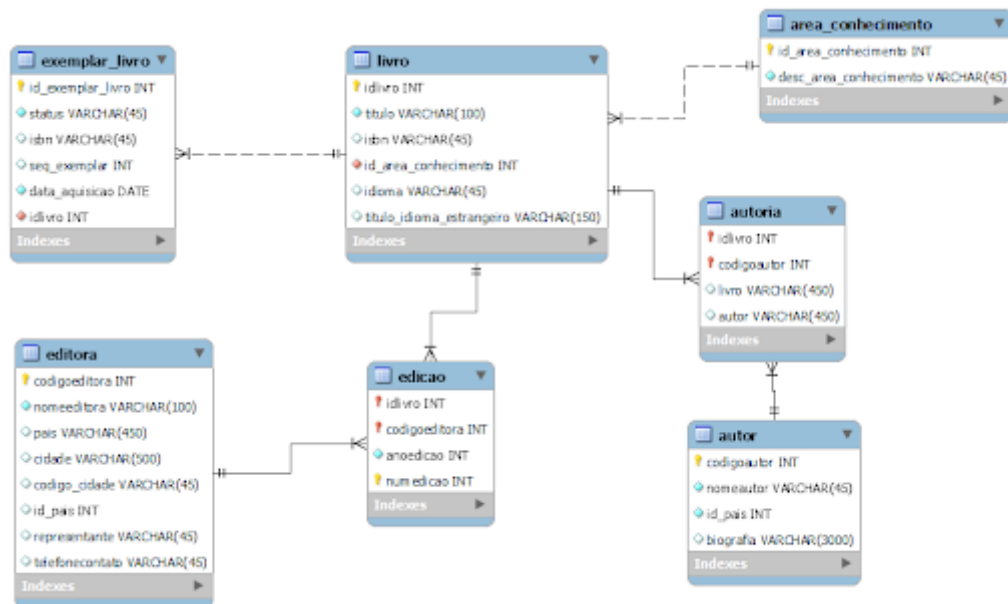 exemplar_livro
id_exemplar_livro INT
status VARCHAR(45)
isbn VARCHAR(45)
seq_exemplar INT
data_aquisicao DATE
idlivro INT
Indexes
livro
idlivro INT
titulo VARCHAR(100)
isbn VARCHAR(45)
id_area_conhecimento INT
idioma VARCHAR(45)
titulo_idioma_estrangeiro VARCHAR(150)
Indexes
area_conhecimento
id_area_conhecimento INT
desc_area_conhecimento VARCHAR(45)
Indexes
autoria
idlivro INT
codigoautor INT
livro VARCHAR(450)
autor VARCHAR(450)
Indexes
editora
codigoeditora INT
nomeeditora VARCHAR(100)
pais VARCHAR(450)
cidade VARCHAR(500)
codigo_cidade VARCHAR(45)
id_pais INT
representante VARCHAR(45)
telefonecontato VARCHAR(45)
Indexes
edicao
idlivro INT
codigoeditora INT
anoedicao INT
numedicao INT
Indexes
autor
codigoautor INT
nomeautor VARCHAR(45)
id_pais INT
biografia VARCHAR(3000)
Indexes